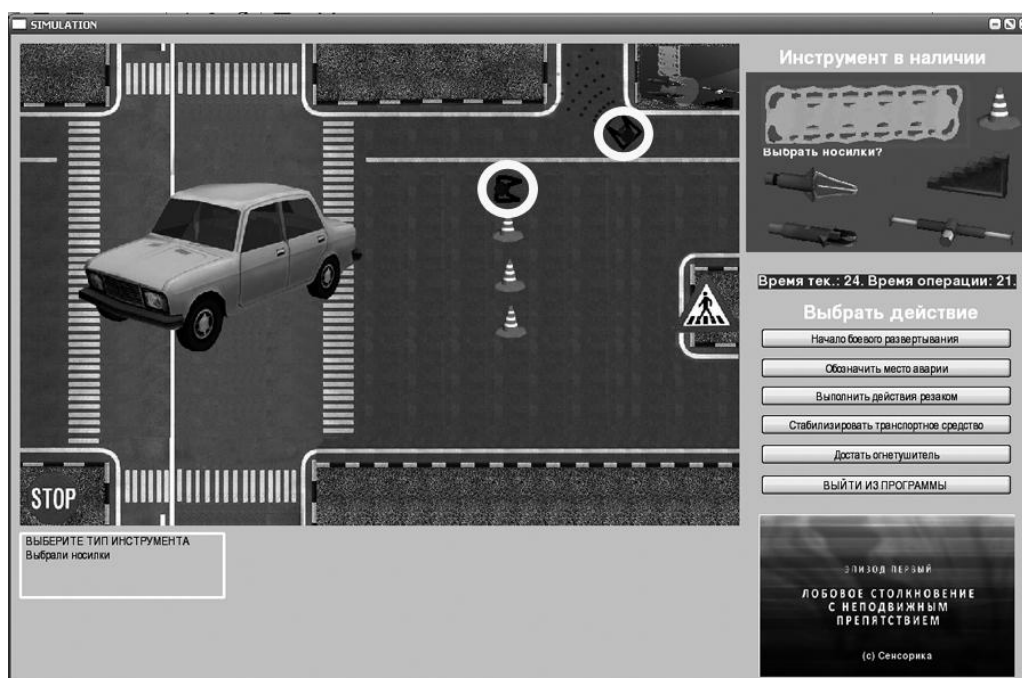 SIMULATION
Инструмент в наличии
Выбрать носилки?
Время тек.: 24. Время операции: 21.
Выбрать действие
Начало боевого развертывания
Обозначить место аварии
Выполнить действия резаком
Стабилизировать транспортное средство
Достать огнетушитель
ВЫЙТИ ИЗ ПРОГРАММЫ
STOP
ВЫБЕРИТЕ ТИП ИНСТРУМЕНТА
Выбрали носилки
ЭПИЗОД ПЕРВЫЙ
ЛОБОВОЕ СТОЛКНОВЕНИЕ
С НЕПОДВИЖНЫМ
ПРЕПЯТСТВИЕМ
(c) Сенсорика